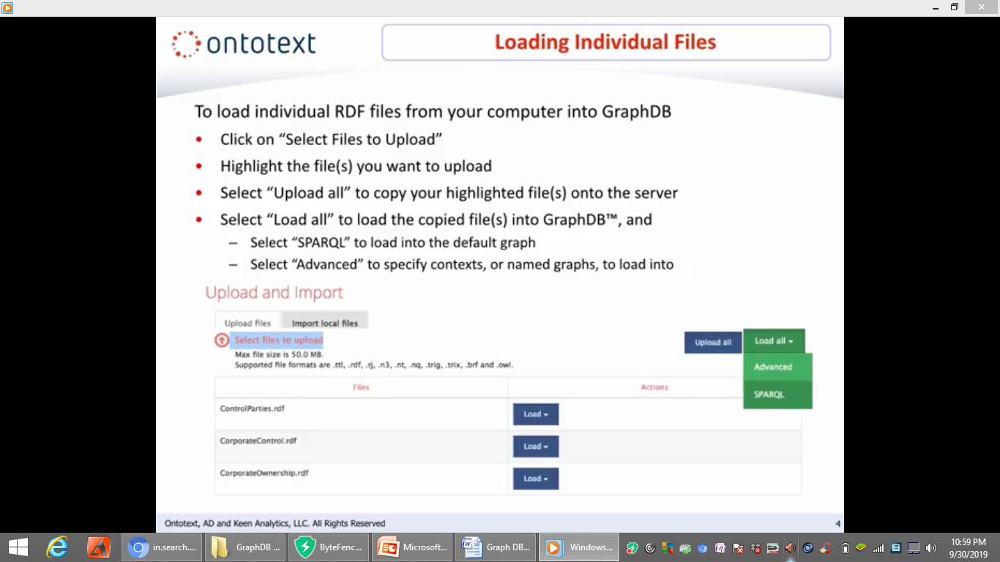 ontotext
Loading Individual Files
To load individual RDF files from your computer into GraphDB
• Click on “Select Files to Upload”
• Highlight the file(s) you want to upload
• Select “Upload all” to copy your highlighted file(s) onto the server
• Select “Load all” to load the copied file(s) into GraphDB™, and
– Select “SPARQL” to load into the default graph
– Select “Advanced” to specify contexts, or named graphs, to load into
Upload and Import
Upload files Import local files
Select files to upload
Max file size is 50.0 MB.
Supported file formats are .ttl, .rdf, .rj, .n3, .nt, .nq, .trig, .trix, .brf and .owl.
Upload all Load all
Advanced
SPARQL
Files Actions
ControlParties.rdf Load
CorporateControl.rdf Load
CorporateOwnership.rdf Load
Ontotext, AD and Keen Analytics, LLC. All Rights Reserved 4
in.search.... GraphDB ... ByteFenc... Microsoft... Graph DB... Windows... 10:59 PM
9/30/2019